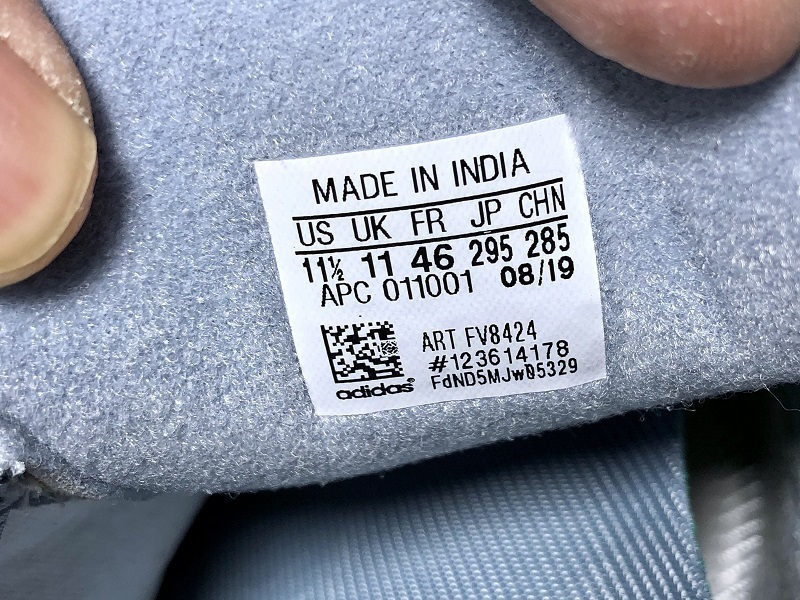 MADE IN INDIA
US UK FR JP CHN
11½ 11 46 295 285
APC 011001 08/19
ART FV8424
#123614178
FdND5MJw05329
adidas®